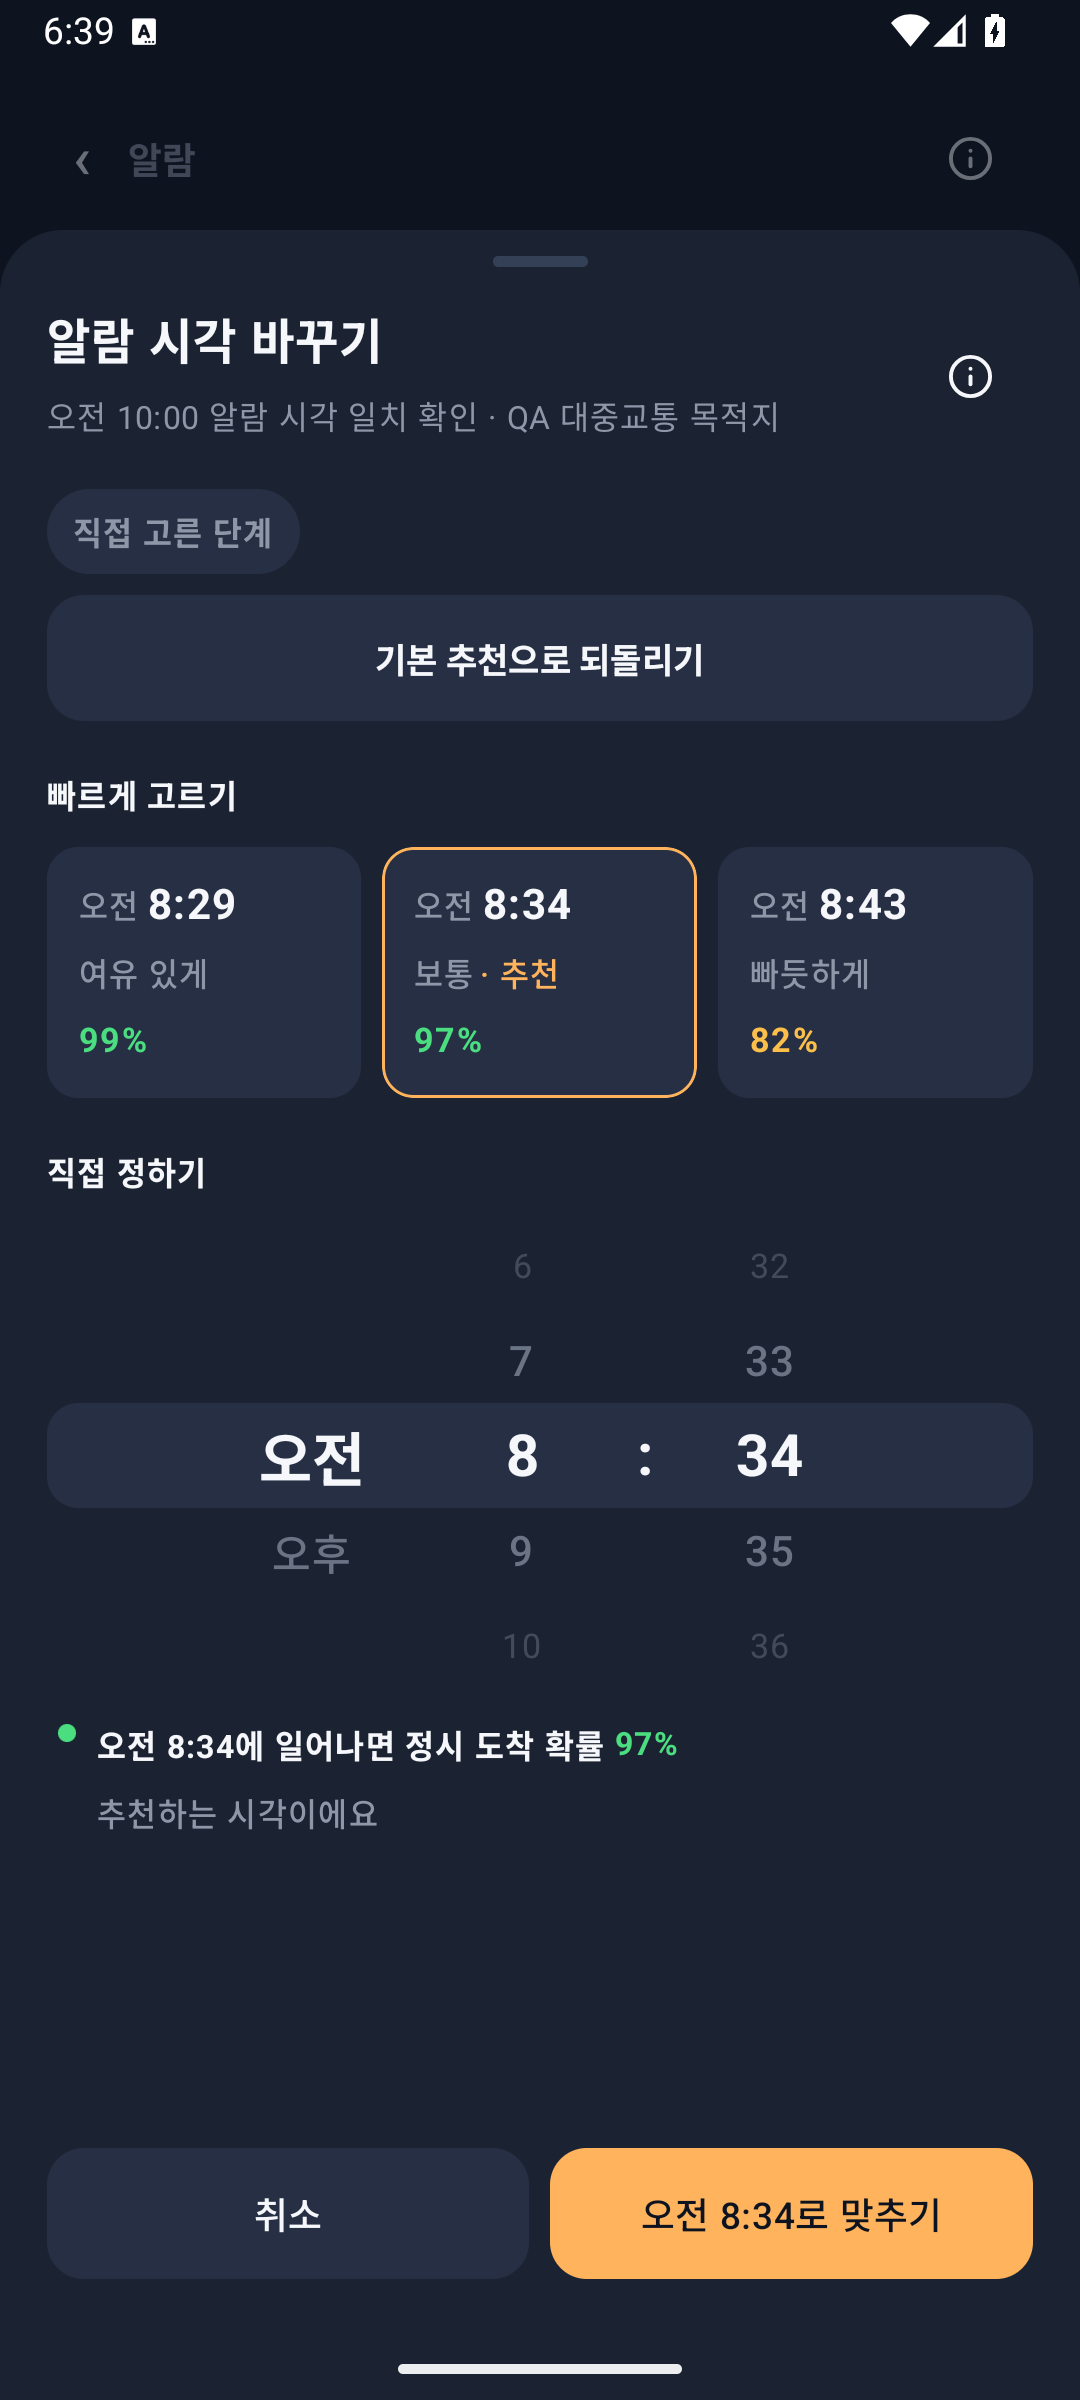 6:39
알람
알람 시각 바꾸기
오전 10:00 알람 시각 일치 확인 · QA 대중교통 목적지
직접 고른 단계
기본 추천으로 되돌리기
빠르게 고르기
오전 8:29
여유 있게
99%
오전 8:34
보통 · 추천
97%
오전 8:43
빠듯하게
82%
직접 정하기
6 32
7 33
오전 8 : 34
오후 9 35
10 36
오전 8:34에 일어나면 정시 도착 확률 97%
추천하는 시각이에요
취소
오전 8:34로 맞추기